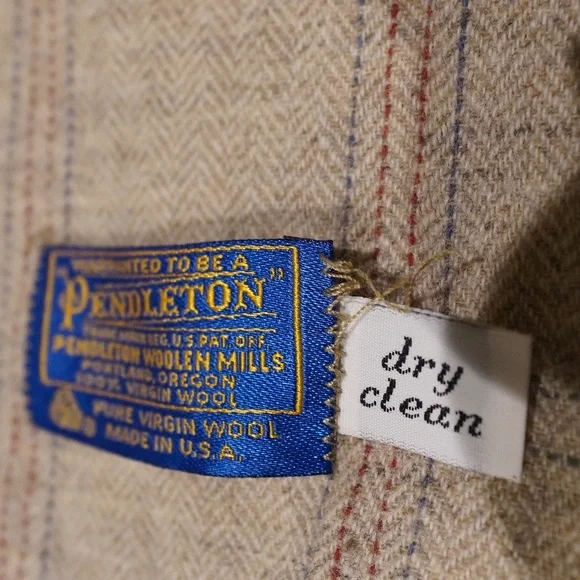 WARRANTED TO BE A
"PENDLETON"
REG. U.S. PAT. OFF.
PENDLETON WOOLEN MILLS
PORTLAND, OREGON
100% VIRGIN WOOL
PURE VIRGIN WOOL
MADE IN U.S.A.
dry
clean